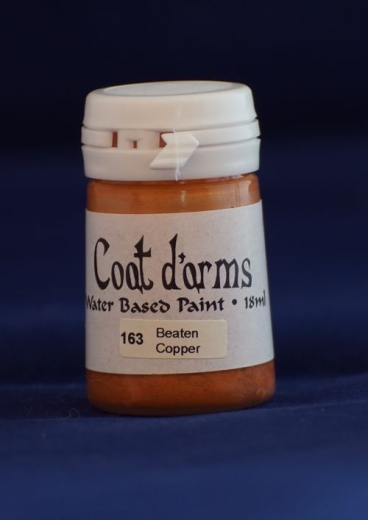 Coat d'arms
Water Based Paint • 18ml
163 Beaten
Copper